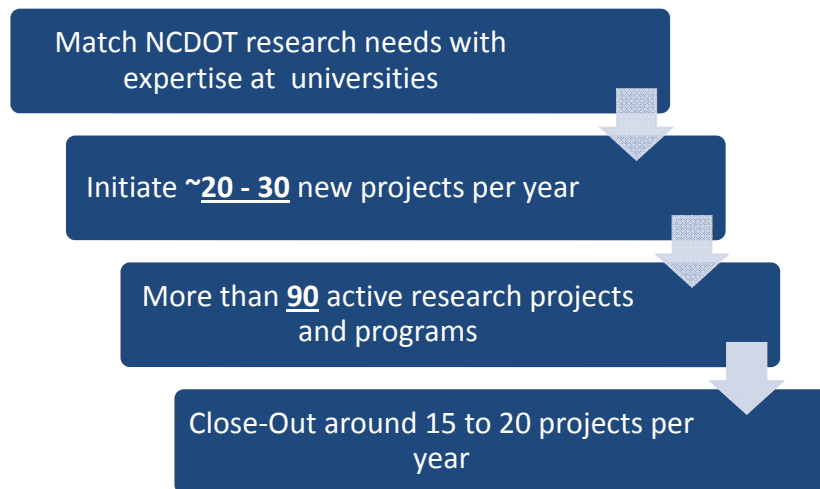 Match NCDOT research needs with
expertise at universities
Initiate ~20 - 30 new projects per year
More than 90 active research projects
and programs
Close-Out around 15 to 20 projects per
year